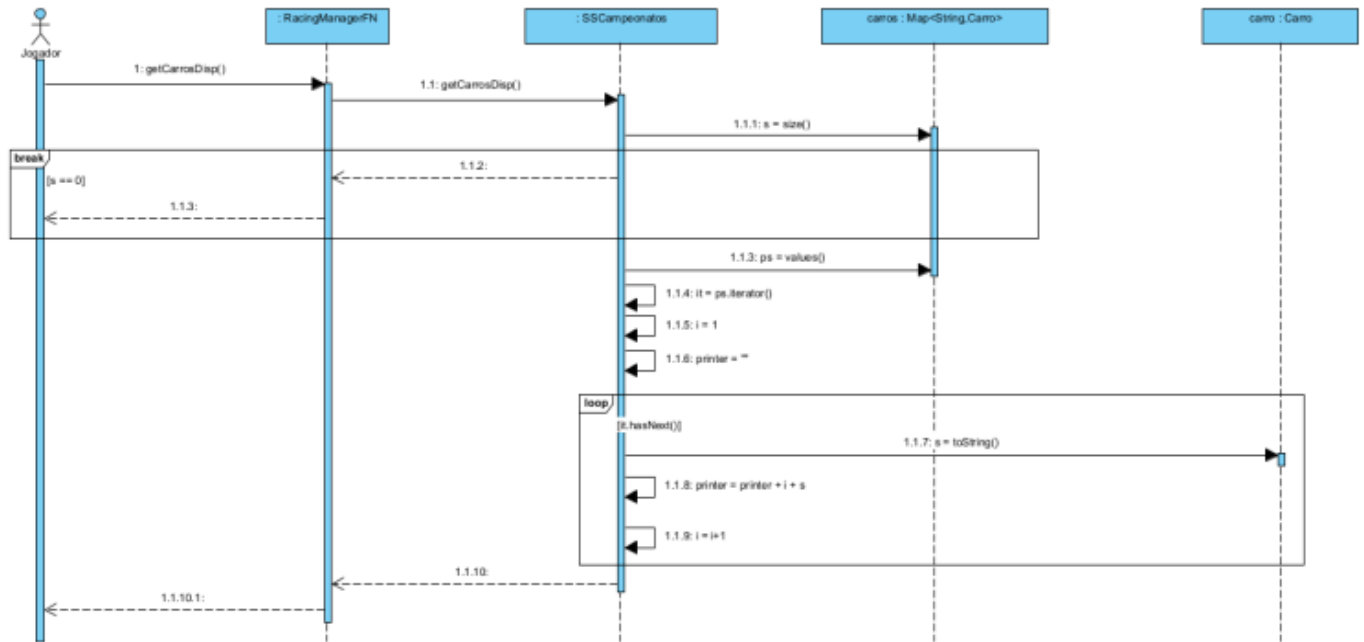 : RacingManagerFN
: SSCampeonatos
carros : Map<String,Carro>
carro : Carro
Jogador
1: getCarrosDisp()
1.1: getCarrosDisp()
1.1.1: s = size()
break
1.1.2:
[s == 0]
1.1.3:
1.1.3: ps = values()
1.1.4: it = ps.iterator()
1.1.5: i = 1
1.1.6: printer = ""
loop
[it.hasNext()]
1.1.7: s = toString()
1.1.8: printer = printer + i + s
1.1.9: i = i+1
1.1.10:
1.1.10.1: